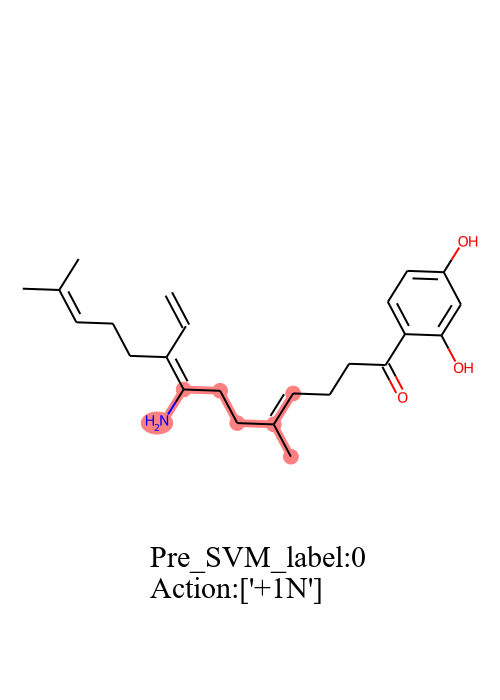 OH
OH
O
H2N
Pre_SVM_label:0
Action:['+1N']